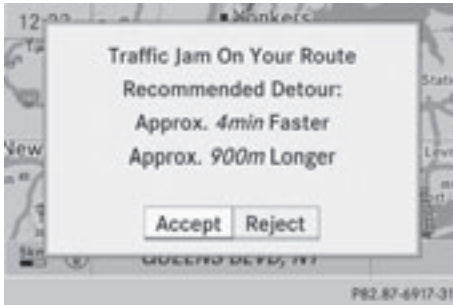 Yonkers
Traffic Jam On Your Route
Recommended Detour:
Approx. 4min Faster
Approx. 900m Longer
New
Accept Reject
QUEENS BLVD, NY
P82.87-6917-31